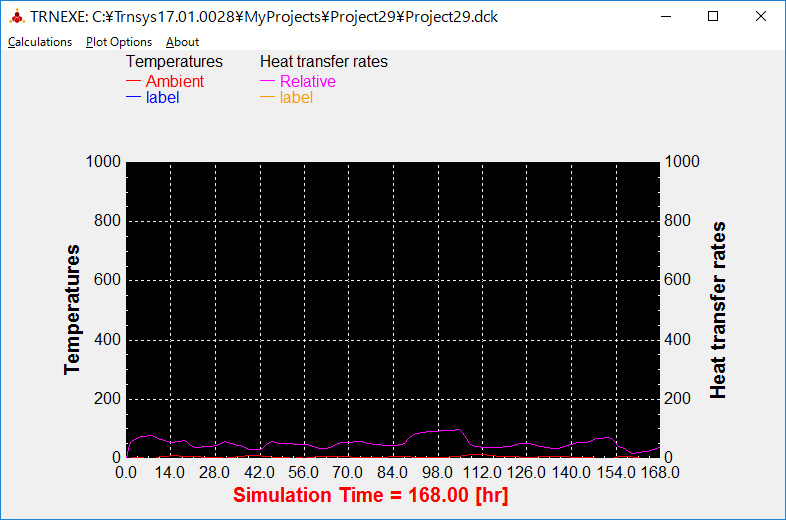 TRNEXE: C:¥Trnsys17.01.0028¥MyProjects¥Project29¥Project29.dck
Calculations Plot Options About
Temperatures Heat transfer rates
Ambient Relative
label label
1000 1000
800 800
600 600
400 400
200 200
0 0
Temperatures
Heat transfer rates
0.0 14.0 28.0 42.0 56.0 70.0 84.0 98.0 112.0 126.0 140.0 154.0 168.0
Simulation Time = 168.00 [hr]